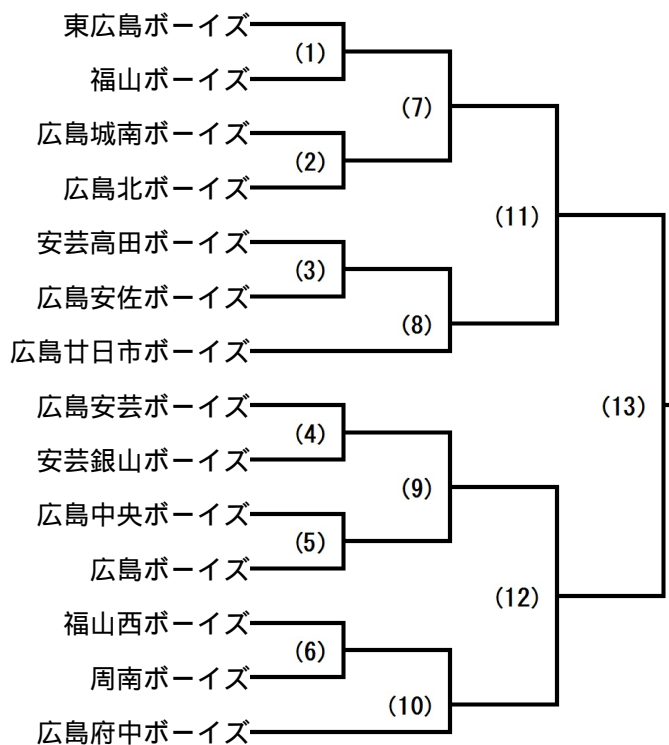 東広島ボーイズ
(1)
福山ボーイズ
(7)
広島城南ボーイズ
(2)
広島北ボーイズ
(11)
安芸高田ボーイズ
(3)
広島安佐ボーイズ
(8)
広島廿日市ボーイズ
広島安芸ボーイズ
(13)
(4)
安芸銀山ボーイズ
(9)
広島中央ボーイズ
(5)
広島ボーイズ
(12)
福山西ボーイズ
(6)
周南ボーイズ
(10)
広島府中ボーイズ